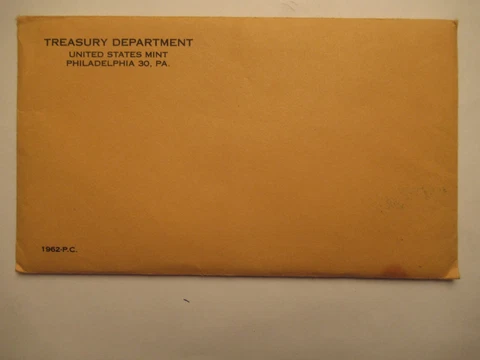 TREASURY DEPARTMENT
UNITED STATES MINT
PHILADELPHIA 30, PA.
1962-P.C.